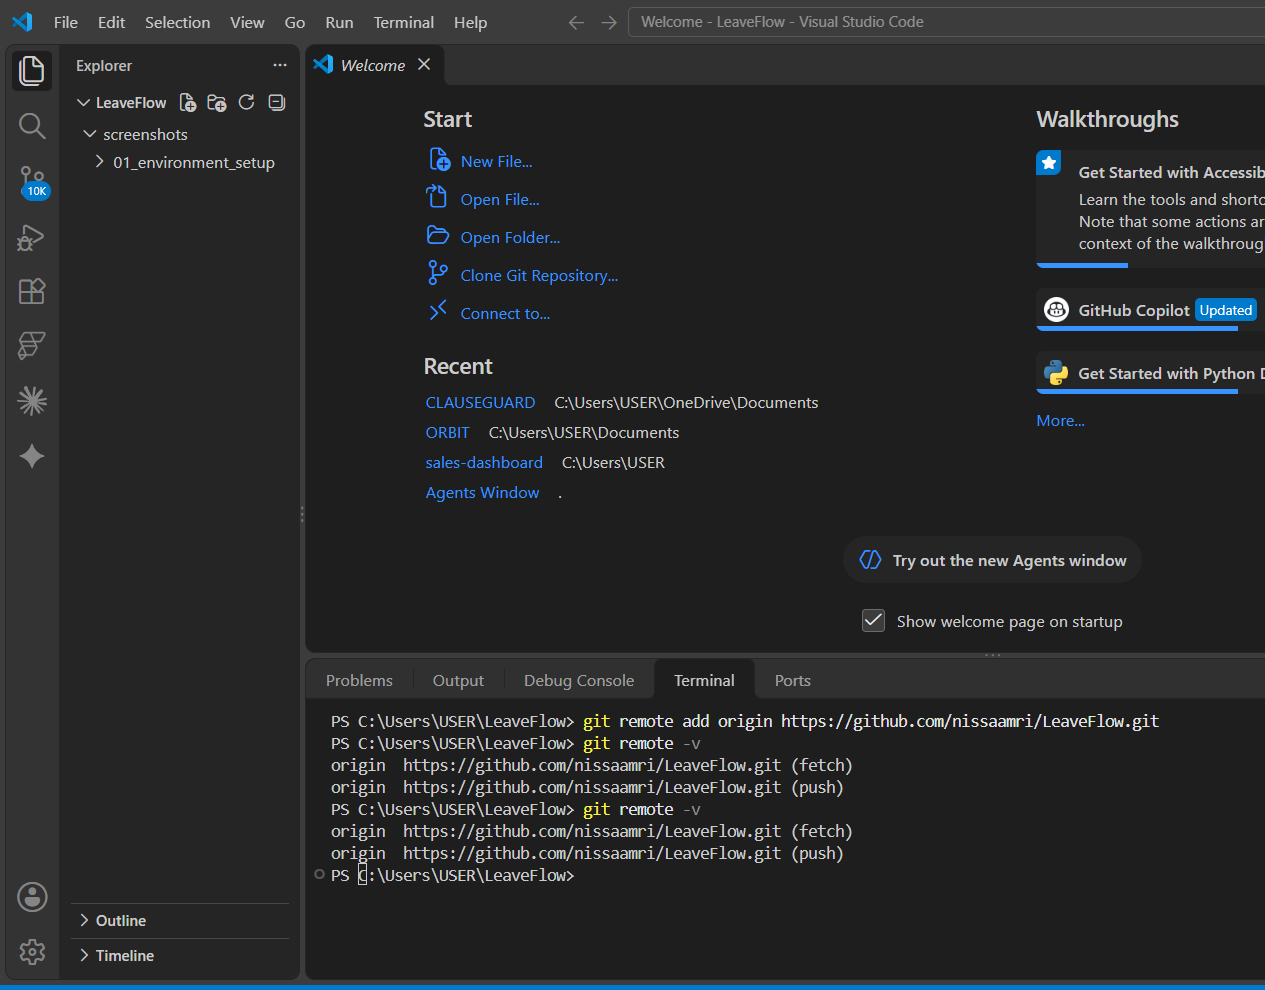 File Edit Selection View Go Run Terminal Help
Welcome - LeaveFlow - Visual Studio Code
Explorer
LeaveFlow
screenshots
01_environment_setup
10K
Outline
Timeline
Welcome
Start
New File...
Open File...
Open Folder...
Clone Git Repository...
Connect to...
Recent
CLAUSEGUARD C:\Users\USER\OneDrive\Documents
ORBIT C:\Users\USER\Documents
sales-dashboard C:\Users\USER
Agents Window .
Walkthroughs
Get Started with Accessib
Learn the tools and shortc
Note that some actions ar
context of the walkthroug
GitHub Copilot Updated
Get Started with Python D
More...
Try out the new Agents window
Show welcome page on startup
Problems Output Debug Console Terminal Ports
PS C:\Users\USER\LeaveFlow> git remote add origin https://github.com/nissaamri/LeaveFlow.git
PS C:\Users\USER\LeaveFlow> git remote -v
origin https://github.com/nissaamri/LeaveFlow.git (fetch)
origin https://github.com/nissaamri/LeaveFlow.git (push)
PS C:\Users\USER\LeaveFlow> git remote -v
origin https://github.com/nissaamri/LeaveFlow.git (fetch)
origin https://github.com/nissaamri/LeaveFlow.git (push)
PS C:\Users\USER\LeaveFlow>